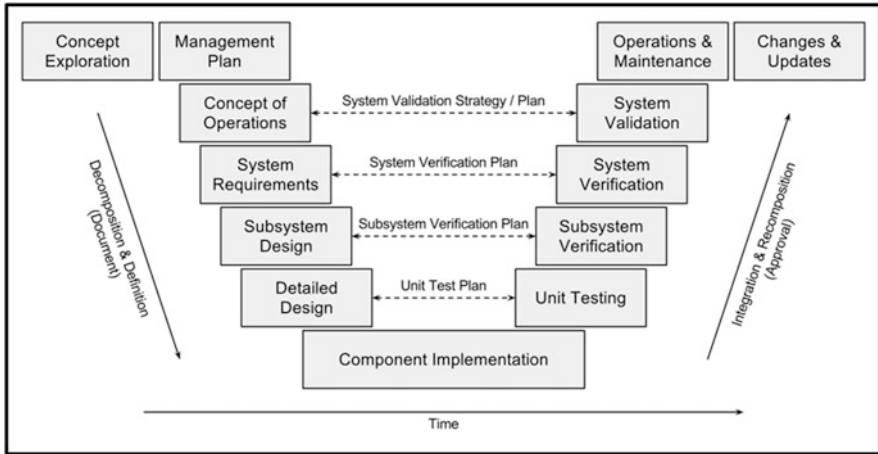 Concept
Exploration
Management
Plan
Operations &
Maintenance
Changes &
Updates
Concept of
Operations
System Validation Strategy / Plan
System
Validation
System
Requirements
System Verification Plan
System
Verification
Subsystem
Design
Subsystem Verification Plan
Subsystem
Verification
Detailed
Design
Unit Test Plan
Unit Testing
Component Implementation
Decomposition & Definition
(Document)
Integration & Recomposition
(Approval)
Time